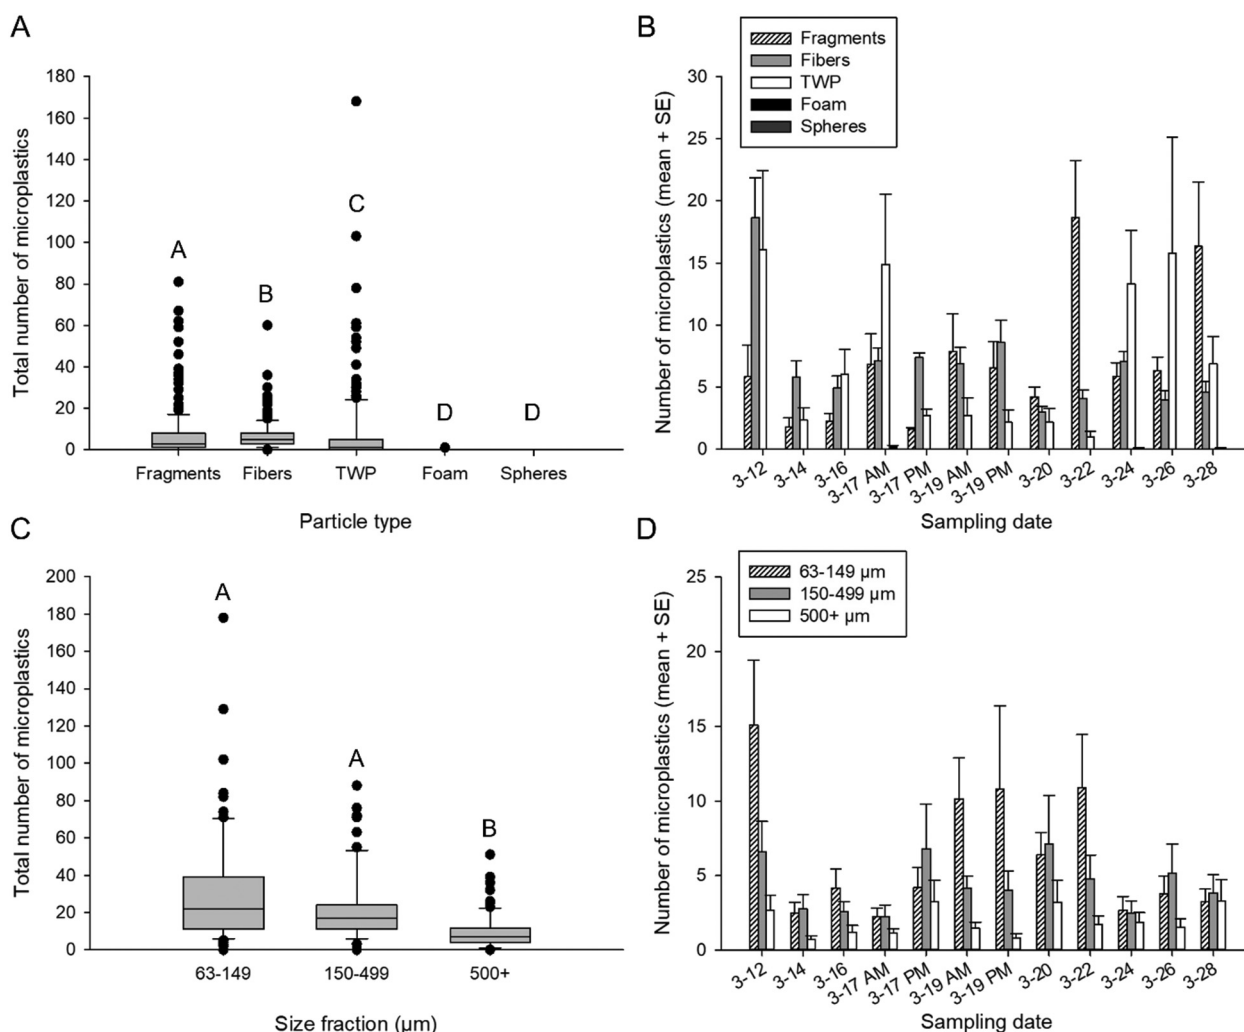 A
Total number of microplastics
180
160
140
120
100
80
60
40
20
0
A
B
C
D
D
Fragments
Fibers
TWP
Foam
Spheres
Particle type
B
Fragments
Fibers
TWP
Foam
Spheres
Number of microplastics (mean + SE)
30
25
20
15
10
5
0
3-12
3-14
3-16
3-17 AM
3-17 PM
3-19 AM
3-19 PM
3-20
3-22
3-24
3-26
3-28
Sampling date
C
Total number of microplastics
200
180
160
140
120
100
80
60
40
20
0
A
A
B
63-149
150-499
500+
Size fraction (µm)
D
63-149 µm
150-499 µm
500+ µm
Number of microplastics (mean + SE)
25
20
15
10
5
0
3-12
3-14
3-16
3-17 AM
3-17 PM
3-19 AM
3-19 PM
3-20
3-22
3-24
3-26
3-28
Sampling date